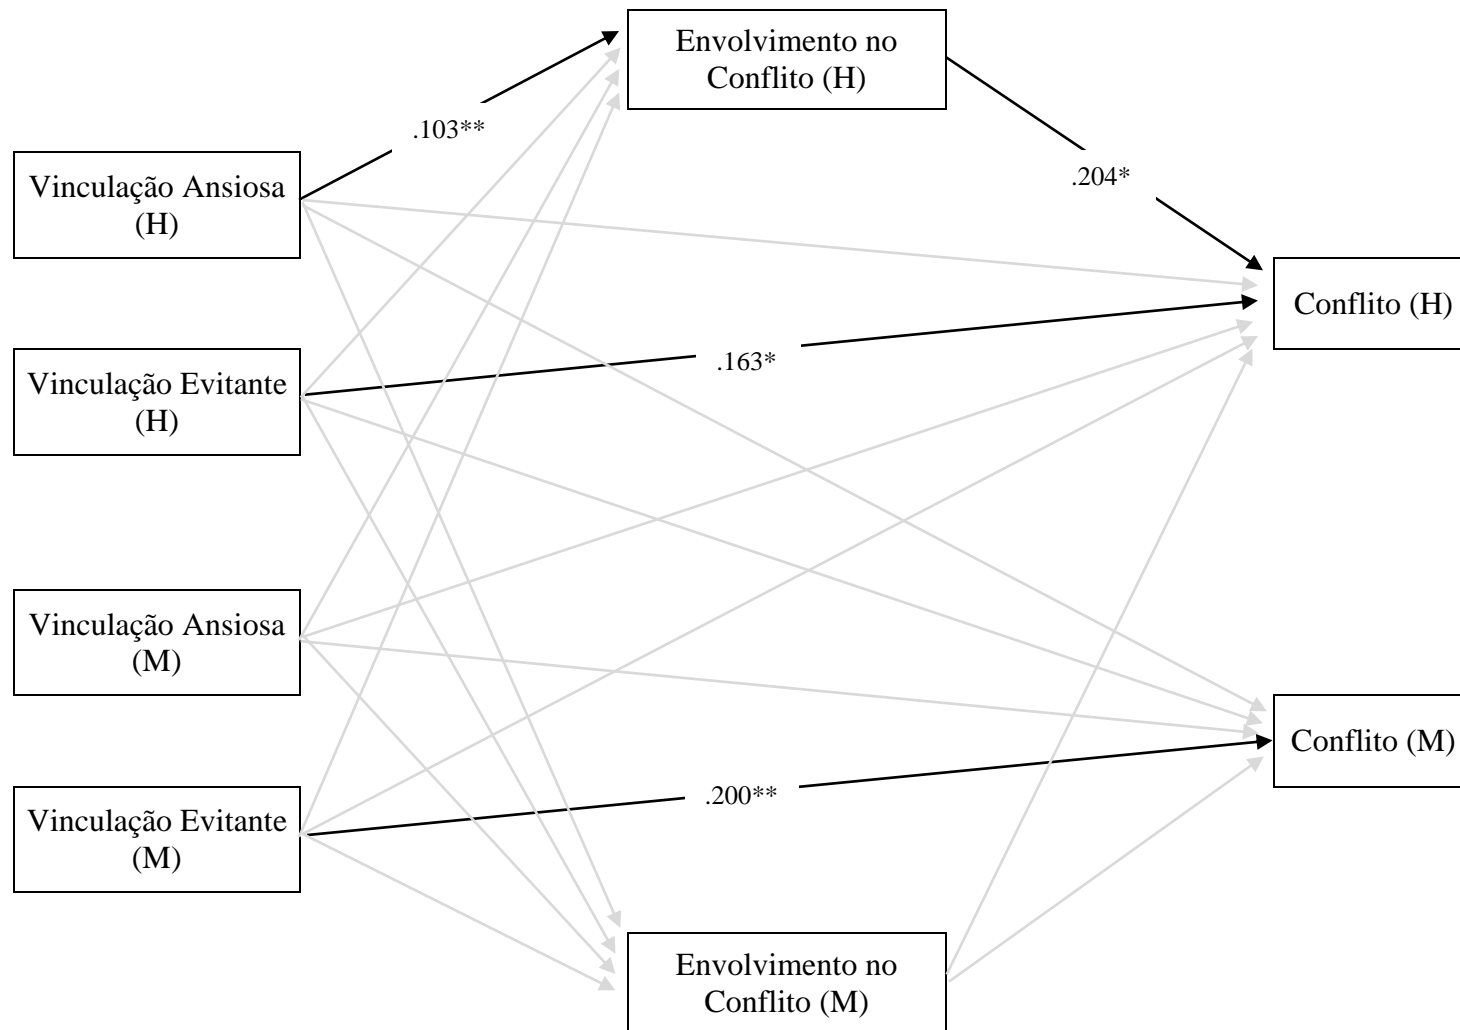 Envolvimento no
Conflito (H)
.103**
Vinculação Ansiosa
(H)
.204*
Conflito (H)
Vinculação Evitante
(H)
.163*
Vinculação Ansiosa
(M)
Conflito (M)
Vinculação Evitante
(M)
.200**
Envolvimento no
Conflito (M)